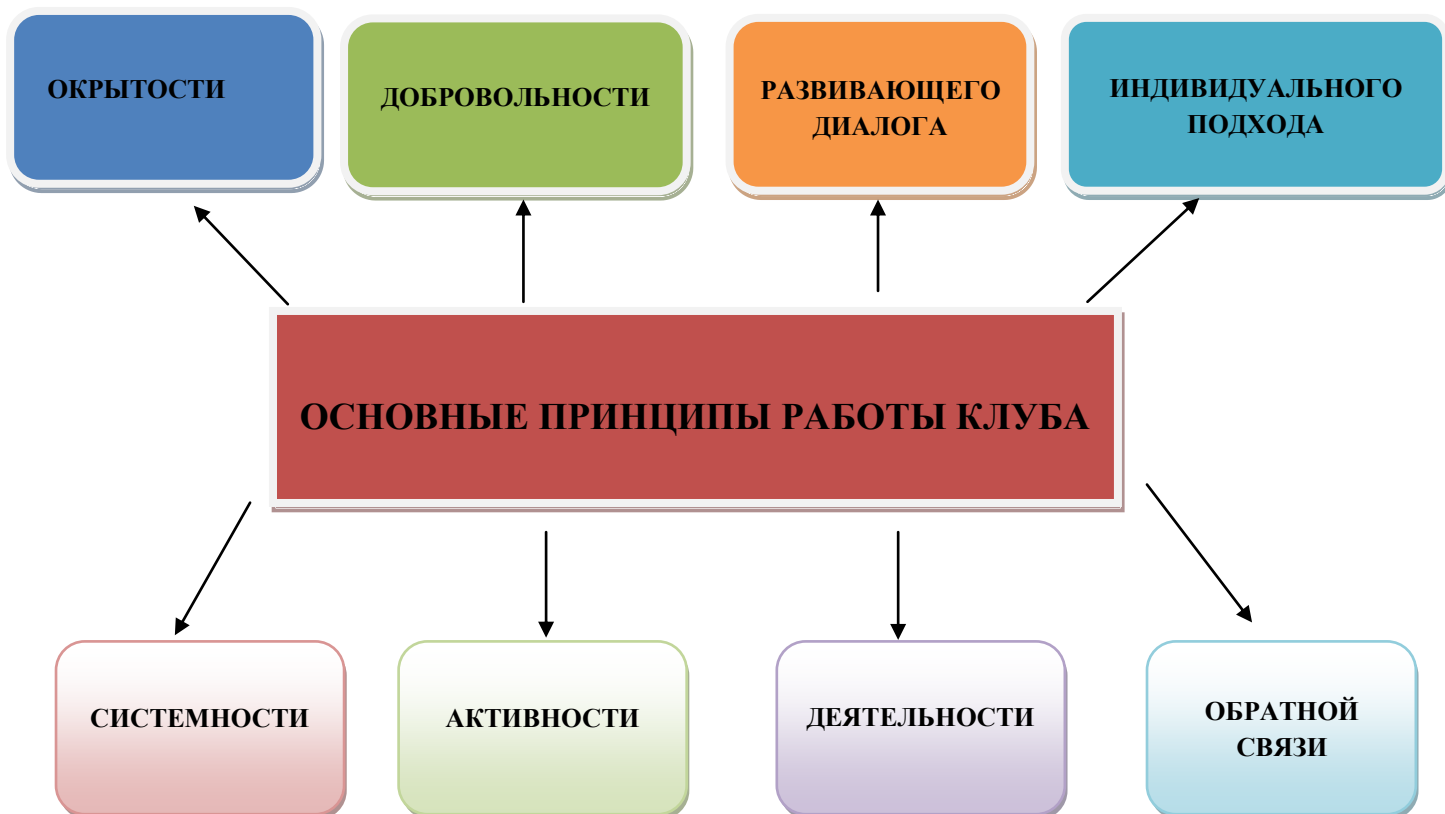 ОКРЫТОСТИ
ДОБРОВОЛЬНОСТИ
РАЗВИВАЮЩЕГО
ДИАЛОГА
ИНДИВИДУАЛЬНОГО
ПОДХОДА
ОСНОВНЫЕ ПРИНЦИПЫ РАБОТЫ КЛУБА
СИСТЕМНОСТИ
АКТИВНОСТИ
ДЕЯТЕЛЬНОСТИ
ОБРАТНОЙ
СВЯЗИ